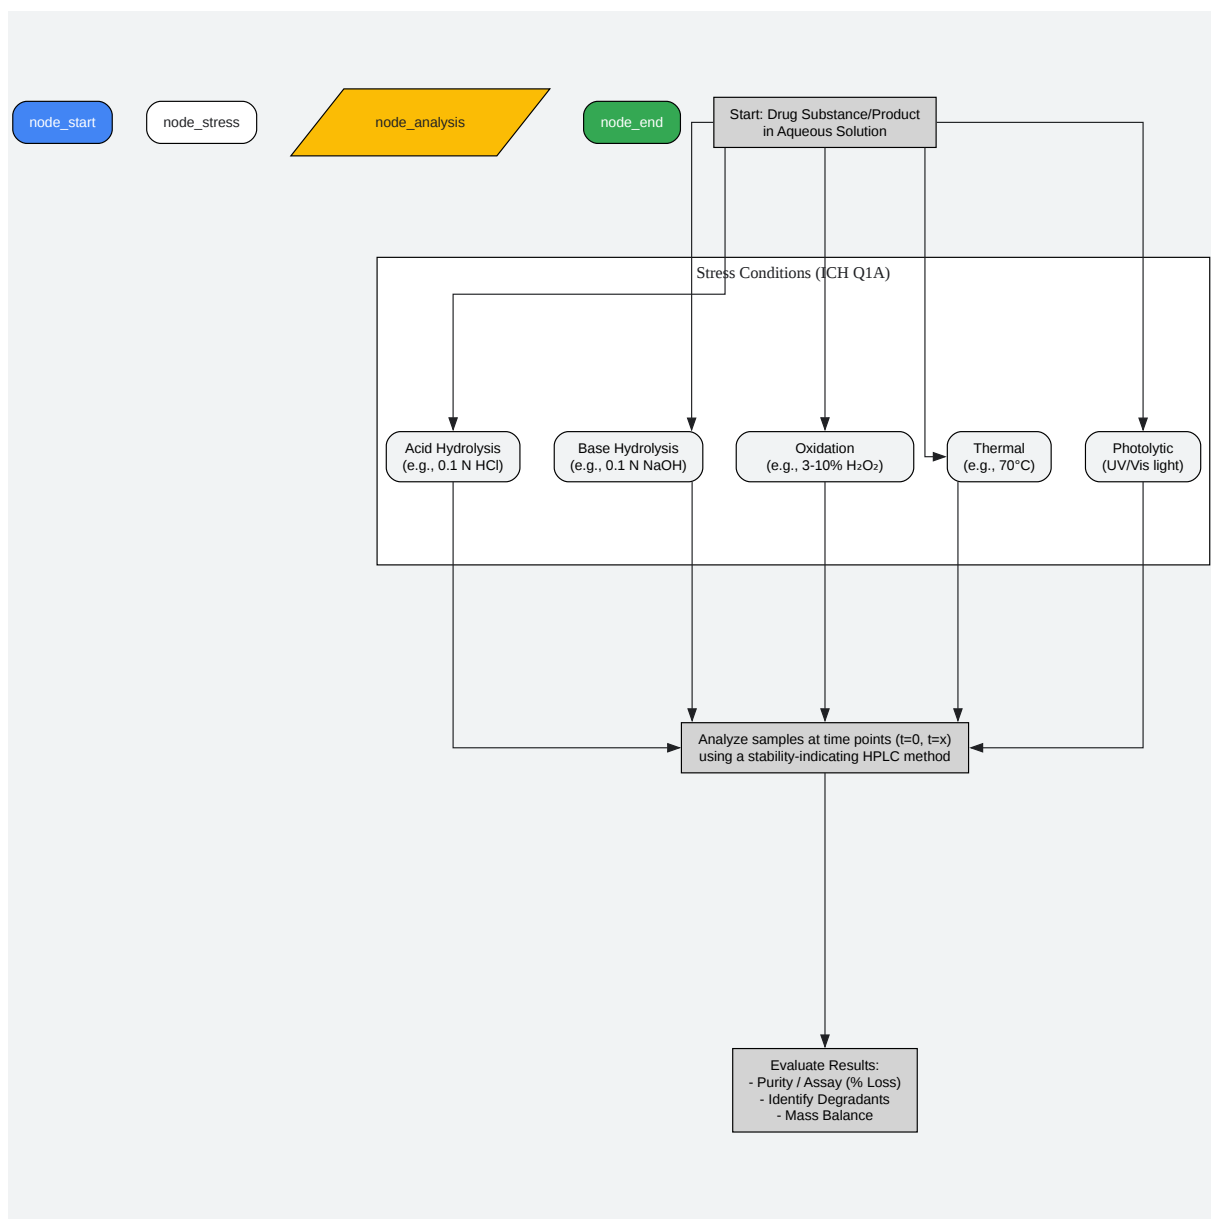 node_start
node_stress
node_analysis
node_end
Start: Drug Substance/Product
in Aqueous Solution
Stress Conditions (ICH Q1A)
Acid Hydrolysis
(e.g., 0.1 N HCl)
Base Hydrolysis
(e.g., 0.1 N NaOH)
Oxidation
(e.g., 3-10% H₂O₂)
Thermal
(e.g., 70°C)
Photolytic
(UV/Vis light)
Analyze samples at time points (t=0, t=x)
using a stability-indicating HPLC method
Evaluate Results:
- Purity / Assay (% Loss)
- Identify Degradants
- Mass Balance